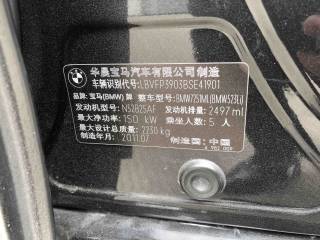 华晨宝马汽车有限公司 制造
车辆识别代号: LBVFP3903BSE41901
品牌: 宝马(BMW) 牌 整车型号: BMW7251ML(BMW523Li)
发动机型号: N52B25AF 发动机排量: 2497 ml
最大净功率: 150 kW 乘坐人数: 5 人
最大设计总质量: 2230 kg
制造年月: 2011.07 制造国: 中国